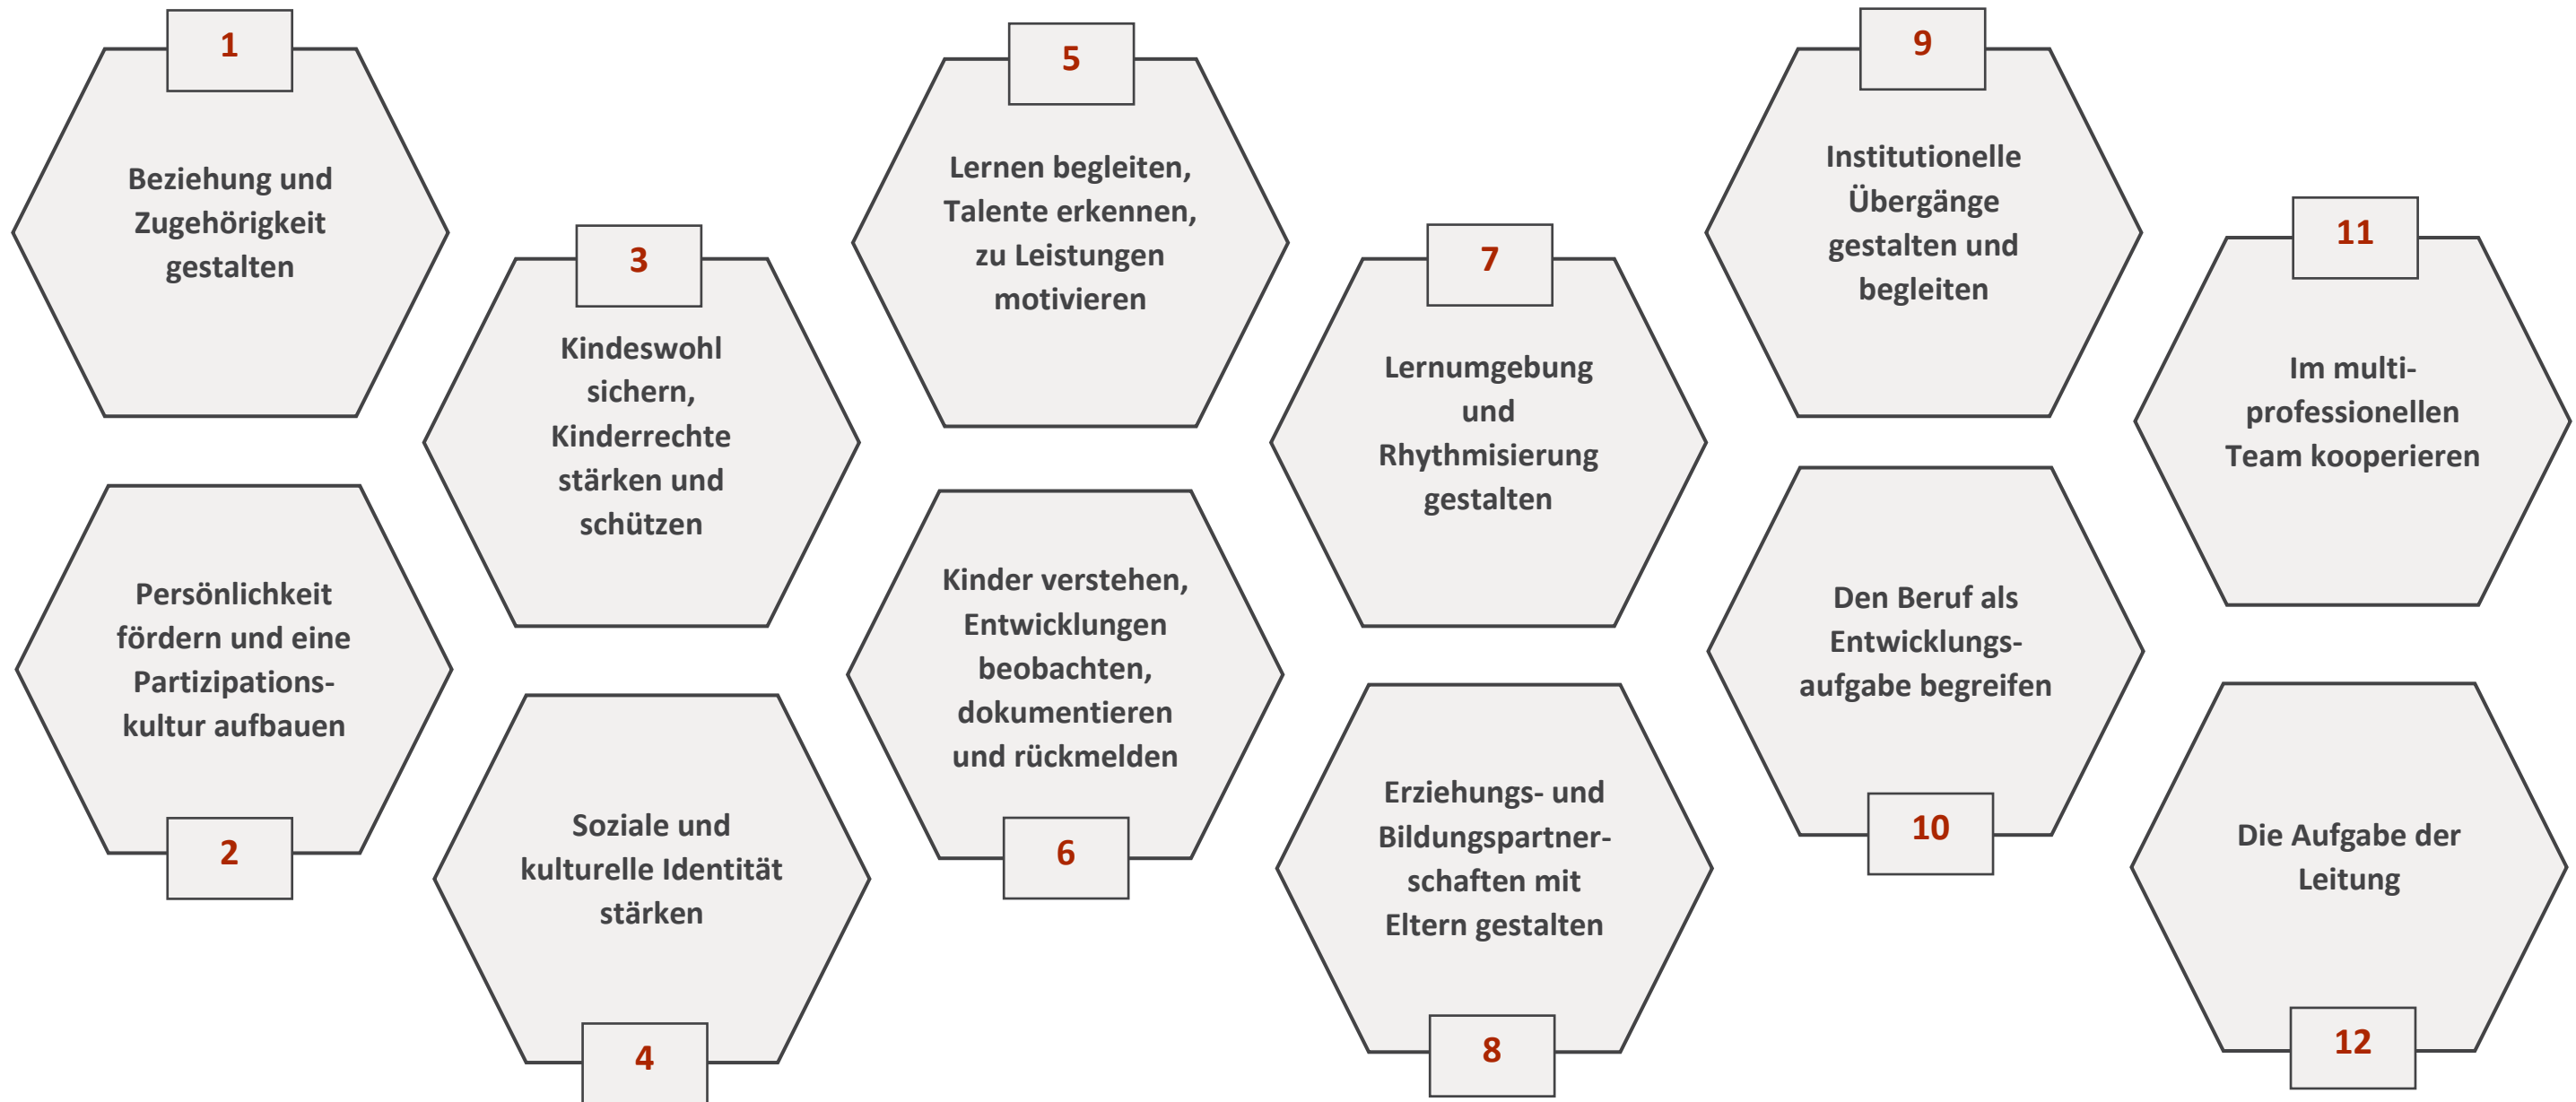 1
Beziehung und
Zugehörigkeit
gestalten
Persönlichkeit
fördern und eine
Partizipations-
kultur aufbauen
2
3
Kindeswohl
sichern,
Kinderrechte
stärken und
schützen
Soziale und
kulturelle Identität
stärken
4
5
Lernen begleiten,
Talente erkennen,
zu Leistungen
motivieren
Kinder verstehen,
Entwicklungen
beobachten,
dokumentieren
und rückmelden
6
7
Lernumgebung
und
Rhythmisierung
gestalten
Erziehungs- und
Bildungspartner-
schaften mit
Eltern gestalten
8
9
Institutionelle
Übergänge
gestalten und
begleiten
Den Beruf als
Entwicklungs-
aufgabe begreifen
10
11
Im multi-
professionellen
Team kooperieren
Die Aufgabe der
Leitung
12